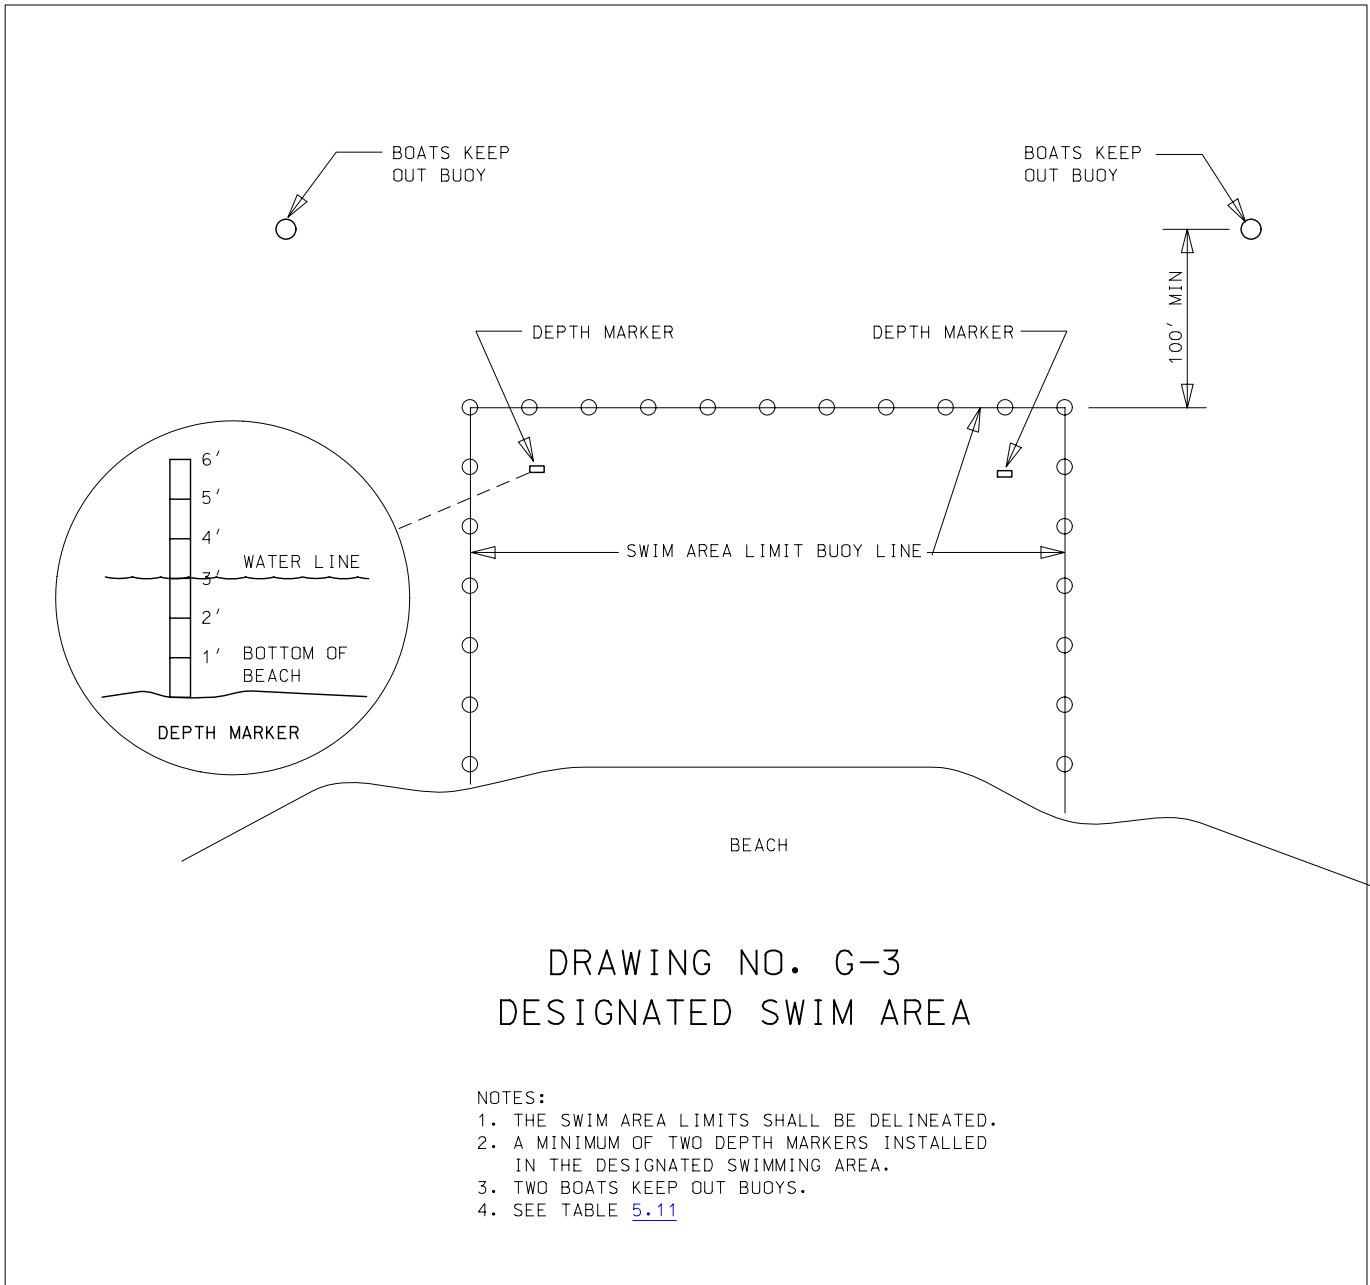 BOATS KEEP
OUT BUOY
BOATS KEEP
OUT BUOY
100' MIN
DEPTH MARKER
DEPTH MARKER
6'
5'
4'
WATER LINE
3'
2'
1'
BOTTOM OF
BEACH
DEPTH MARKER
SWIM AREA LIMIT BUOY LINE
BEACH
DRAWING NO. G-3
DESIGNATED SWIM AREA
NOTES:
1. THE SWIM AREA LIMITS SHALL BE DELINEATED.
2. A MINIMUM OF TWO DEPTH MARKERS INSTALLED
IN THE DESIGNATED SWIMMING AREA.
3. TWO BOATS KEEP OUT BUOYS.
4. SEE TABLE 5.11